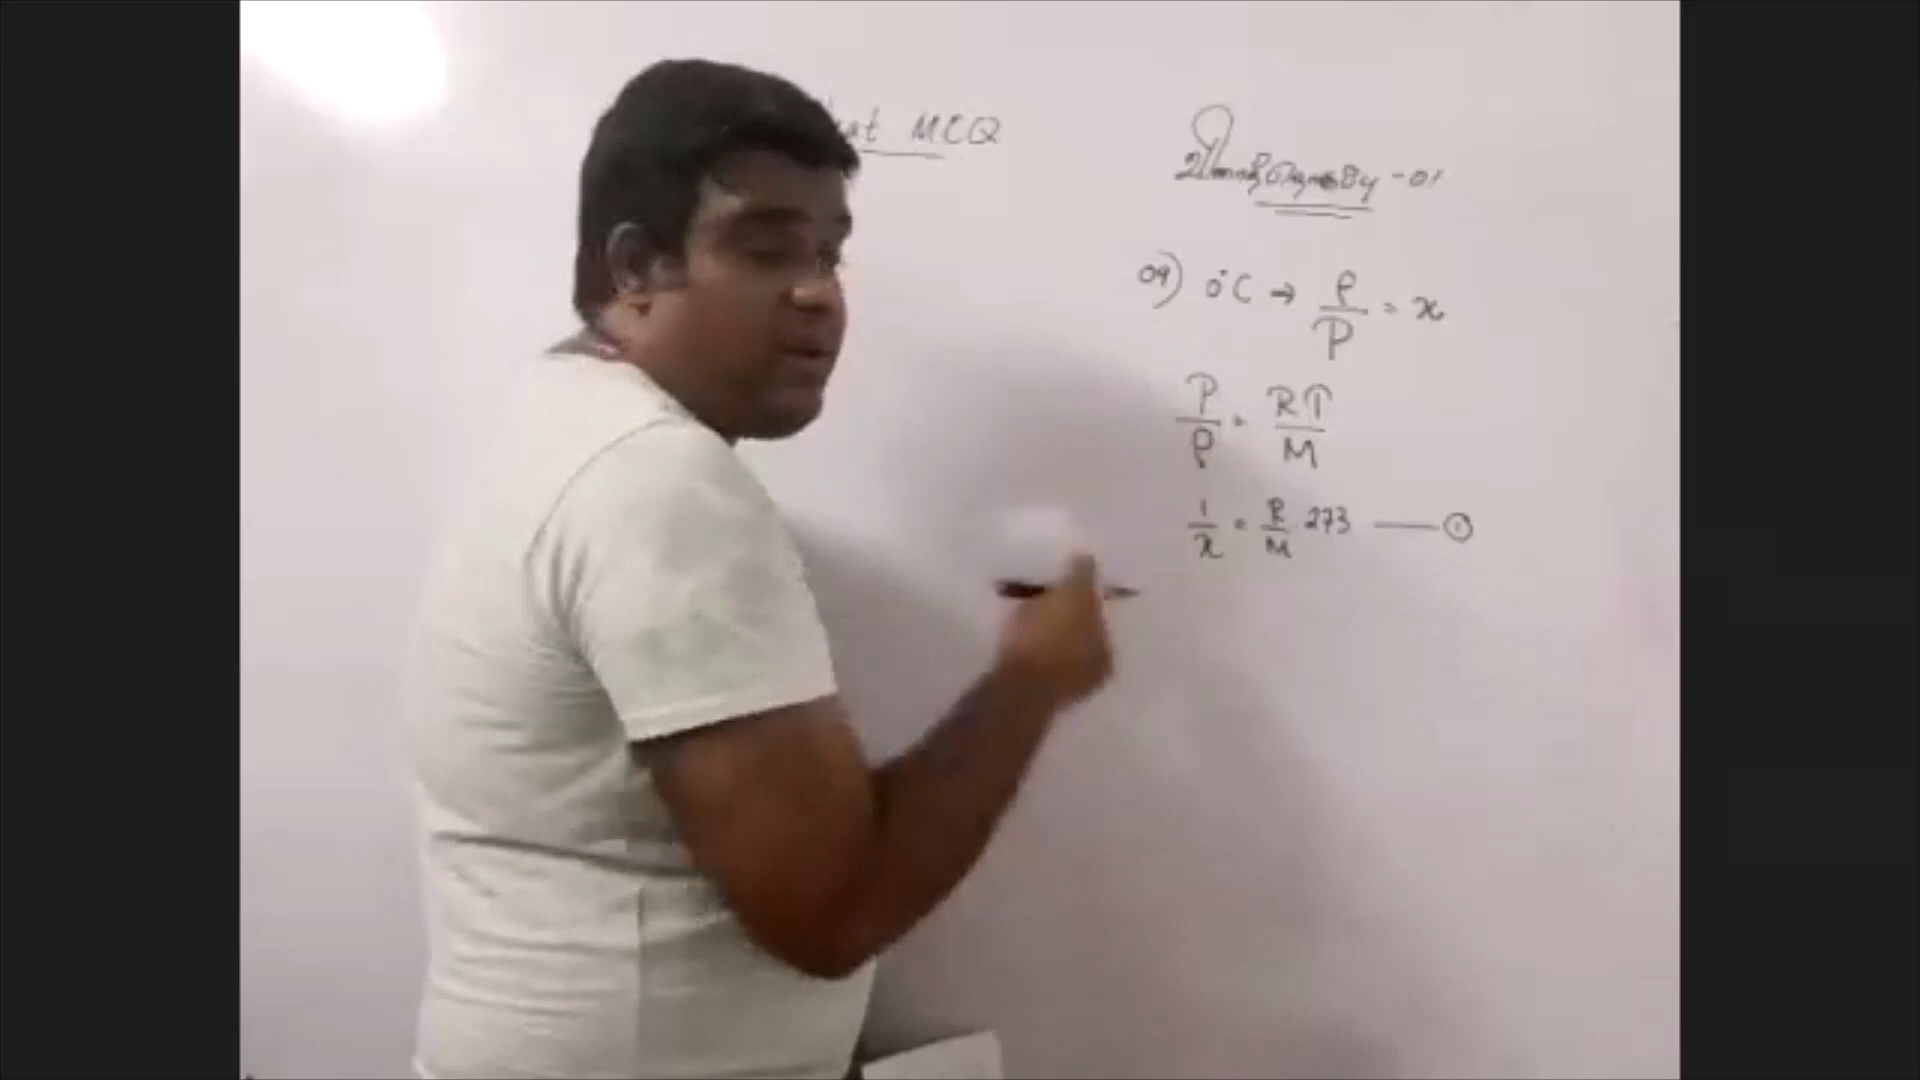 MCQ
வினாத்தொகுதி -01
09) 0°C → ρ/P = x
P/ρ = RT/M
1/x = R/M . 273 —— ①